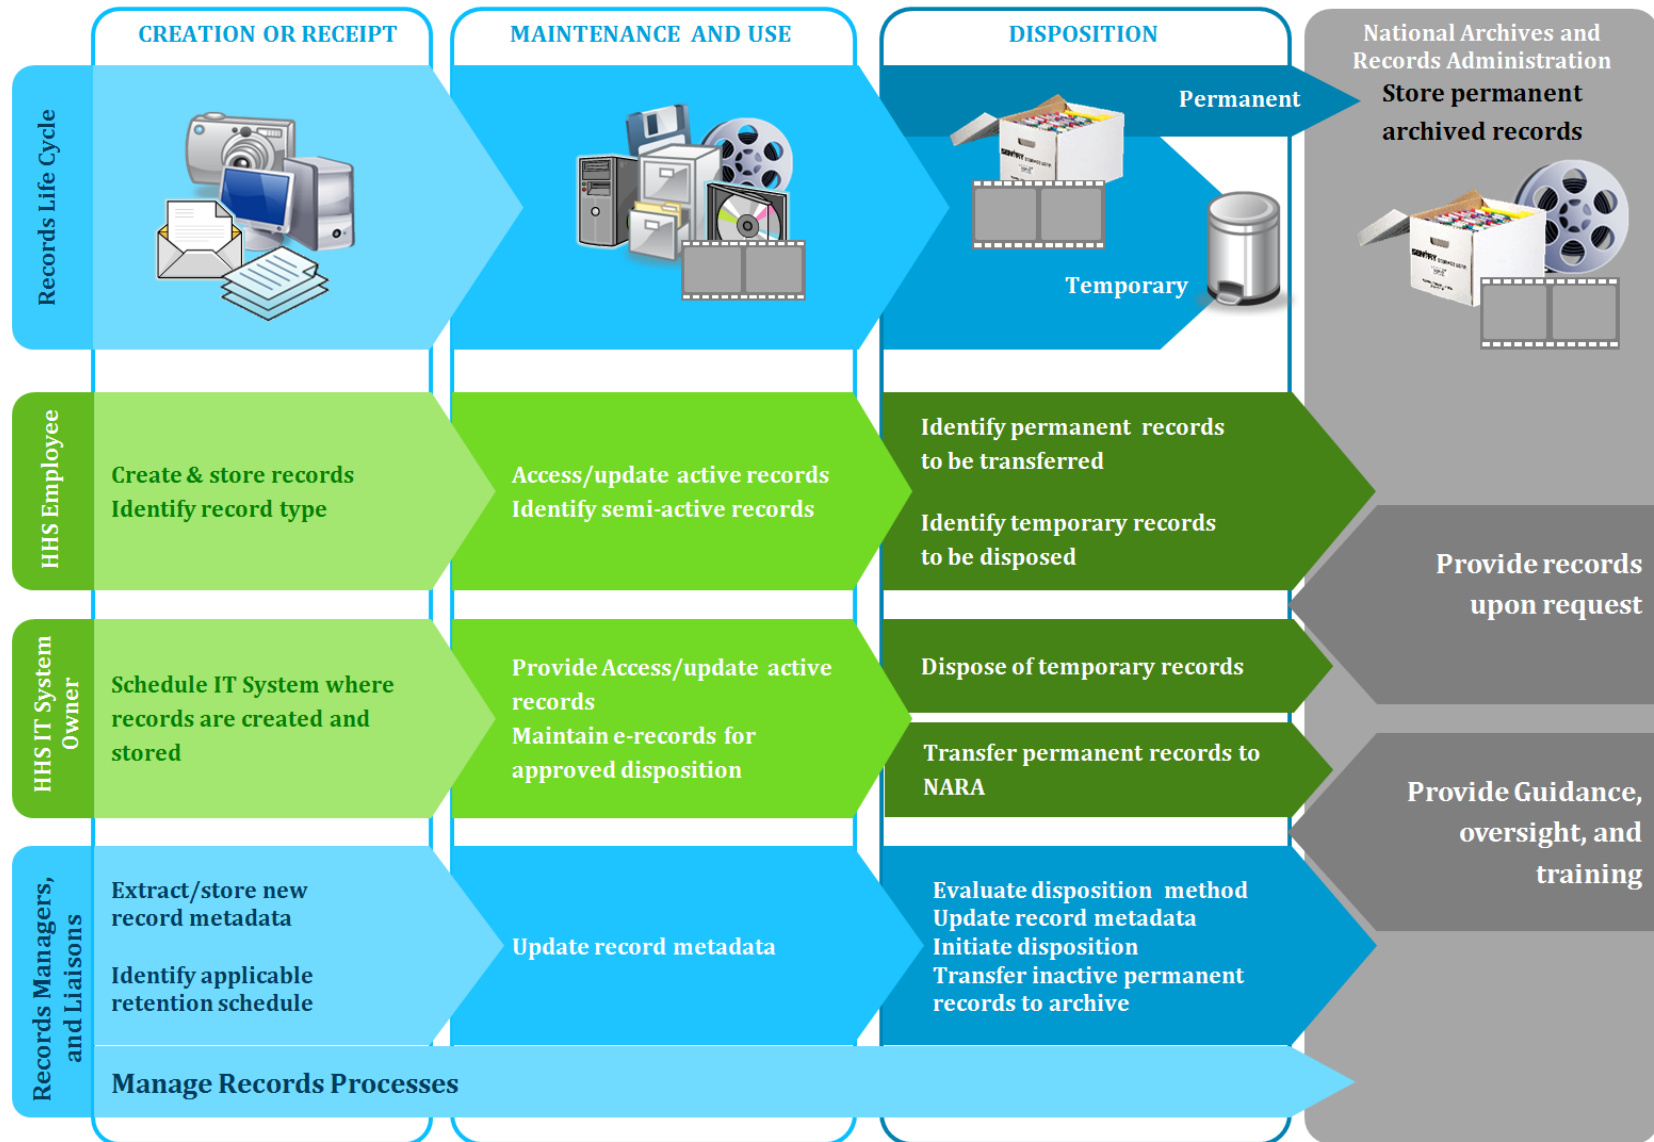 CREATION OR RECEIPT
MAINTENANCE AND USE
DISPOSITION
National Archives and
Records Administration
Store permanent
archived records
Records Life Cycle
Permanent
Temporary
HHS Employee
Create & store records
Identify record type
Access/update active records
Identify semi-active records
Identify permanent records
to be transferred
Identify temporary records
to be disposed
Provide records
upon request
HHS IT System
Owner
Schedule IT System where
records are created and
stored
Provide Access/update active
records
Maintain e-records for
approved disposition
Dispose of temporary records
Transfer permanent records to
NARA
Provide Guidance,
oversight, and
training
Records Managers,
and Liaisons
Extract/store new
record metadata
Identify applicable
retention schedule
Update record metadata
Evaluate disposition method
Update record metadata
Initiate disposition
Transfer inactive permanent
records to archive
Manage Records Processes